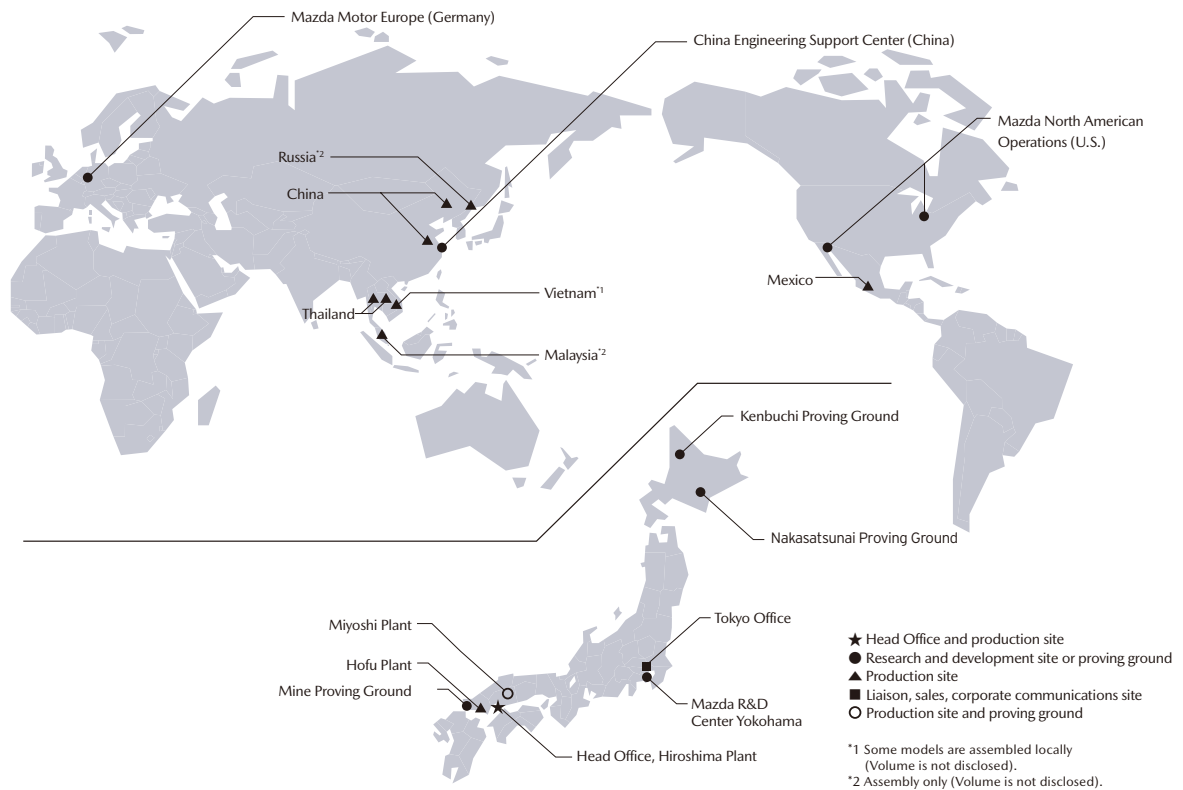 Mazda Motor Europe (Germany)
China Engineering Support Center (China)
Mazda North American
Operations (U.S.)
Russia*2
China
Vietnam*1
Thailand
Malaysia*2
Mexico
Kenbuchi Proving Ground
Nakasatsunai Proving Ground
Miyoshi Plant
Hofu Plant
Mine Proving Ground
Tokyo Office
Mazda R&D
Center Yokohama
Head Office, Hiroshima Plant
★ Head Office and production site
● Research and development site or proving ground
▲ Production site
■ Liaison, sales, corporate communications site
○ Production site and proving ground
*1 Some models are assembled locally
(Volume is not disclosed).
*2 Assembly only (Volume is not disclosed).